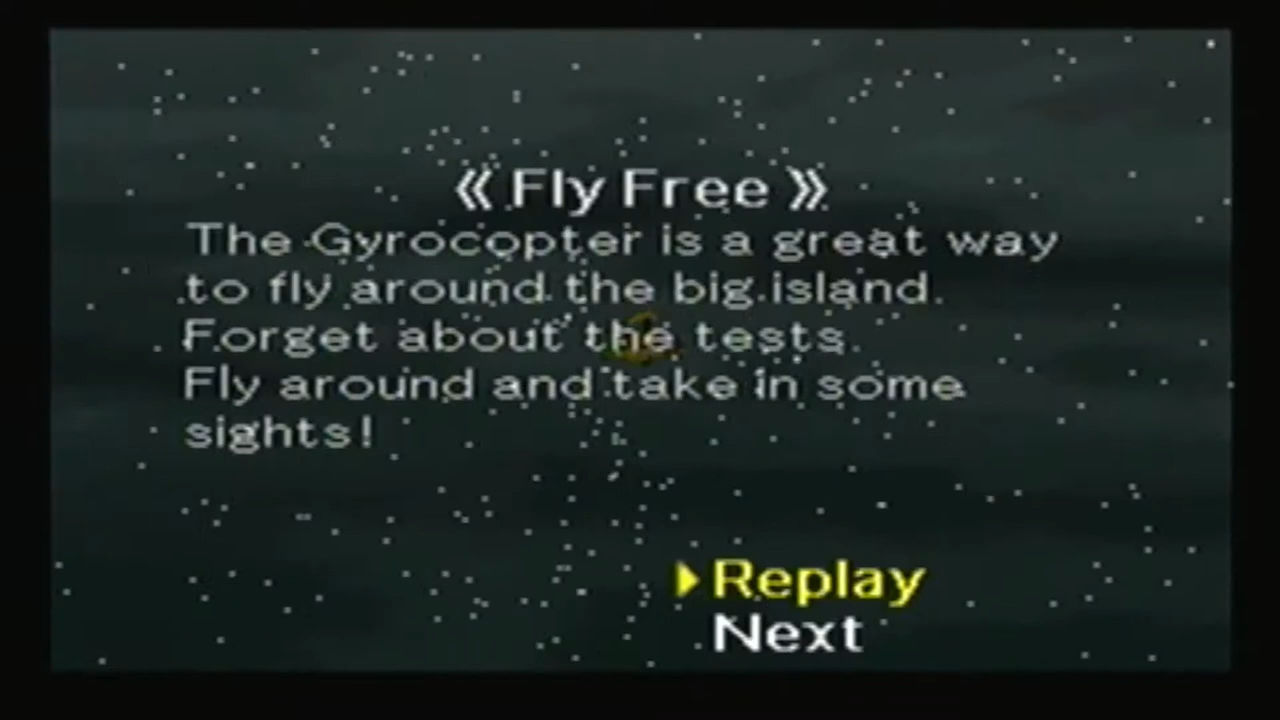 《 Fly Free 》
The Gyrocopter is a great way
to fly around the big island.
Forget about the tests.
Fly around and take in some
sights!
Replay
Next